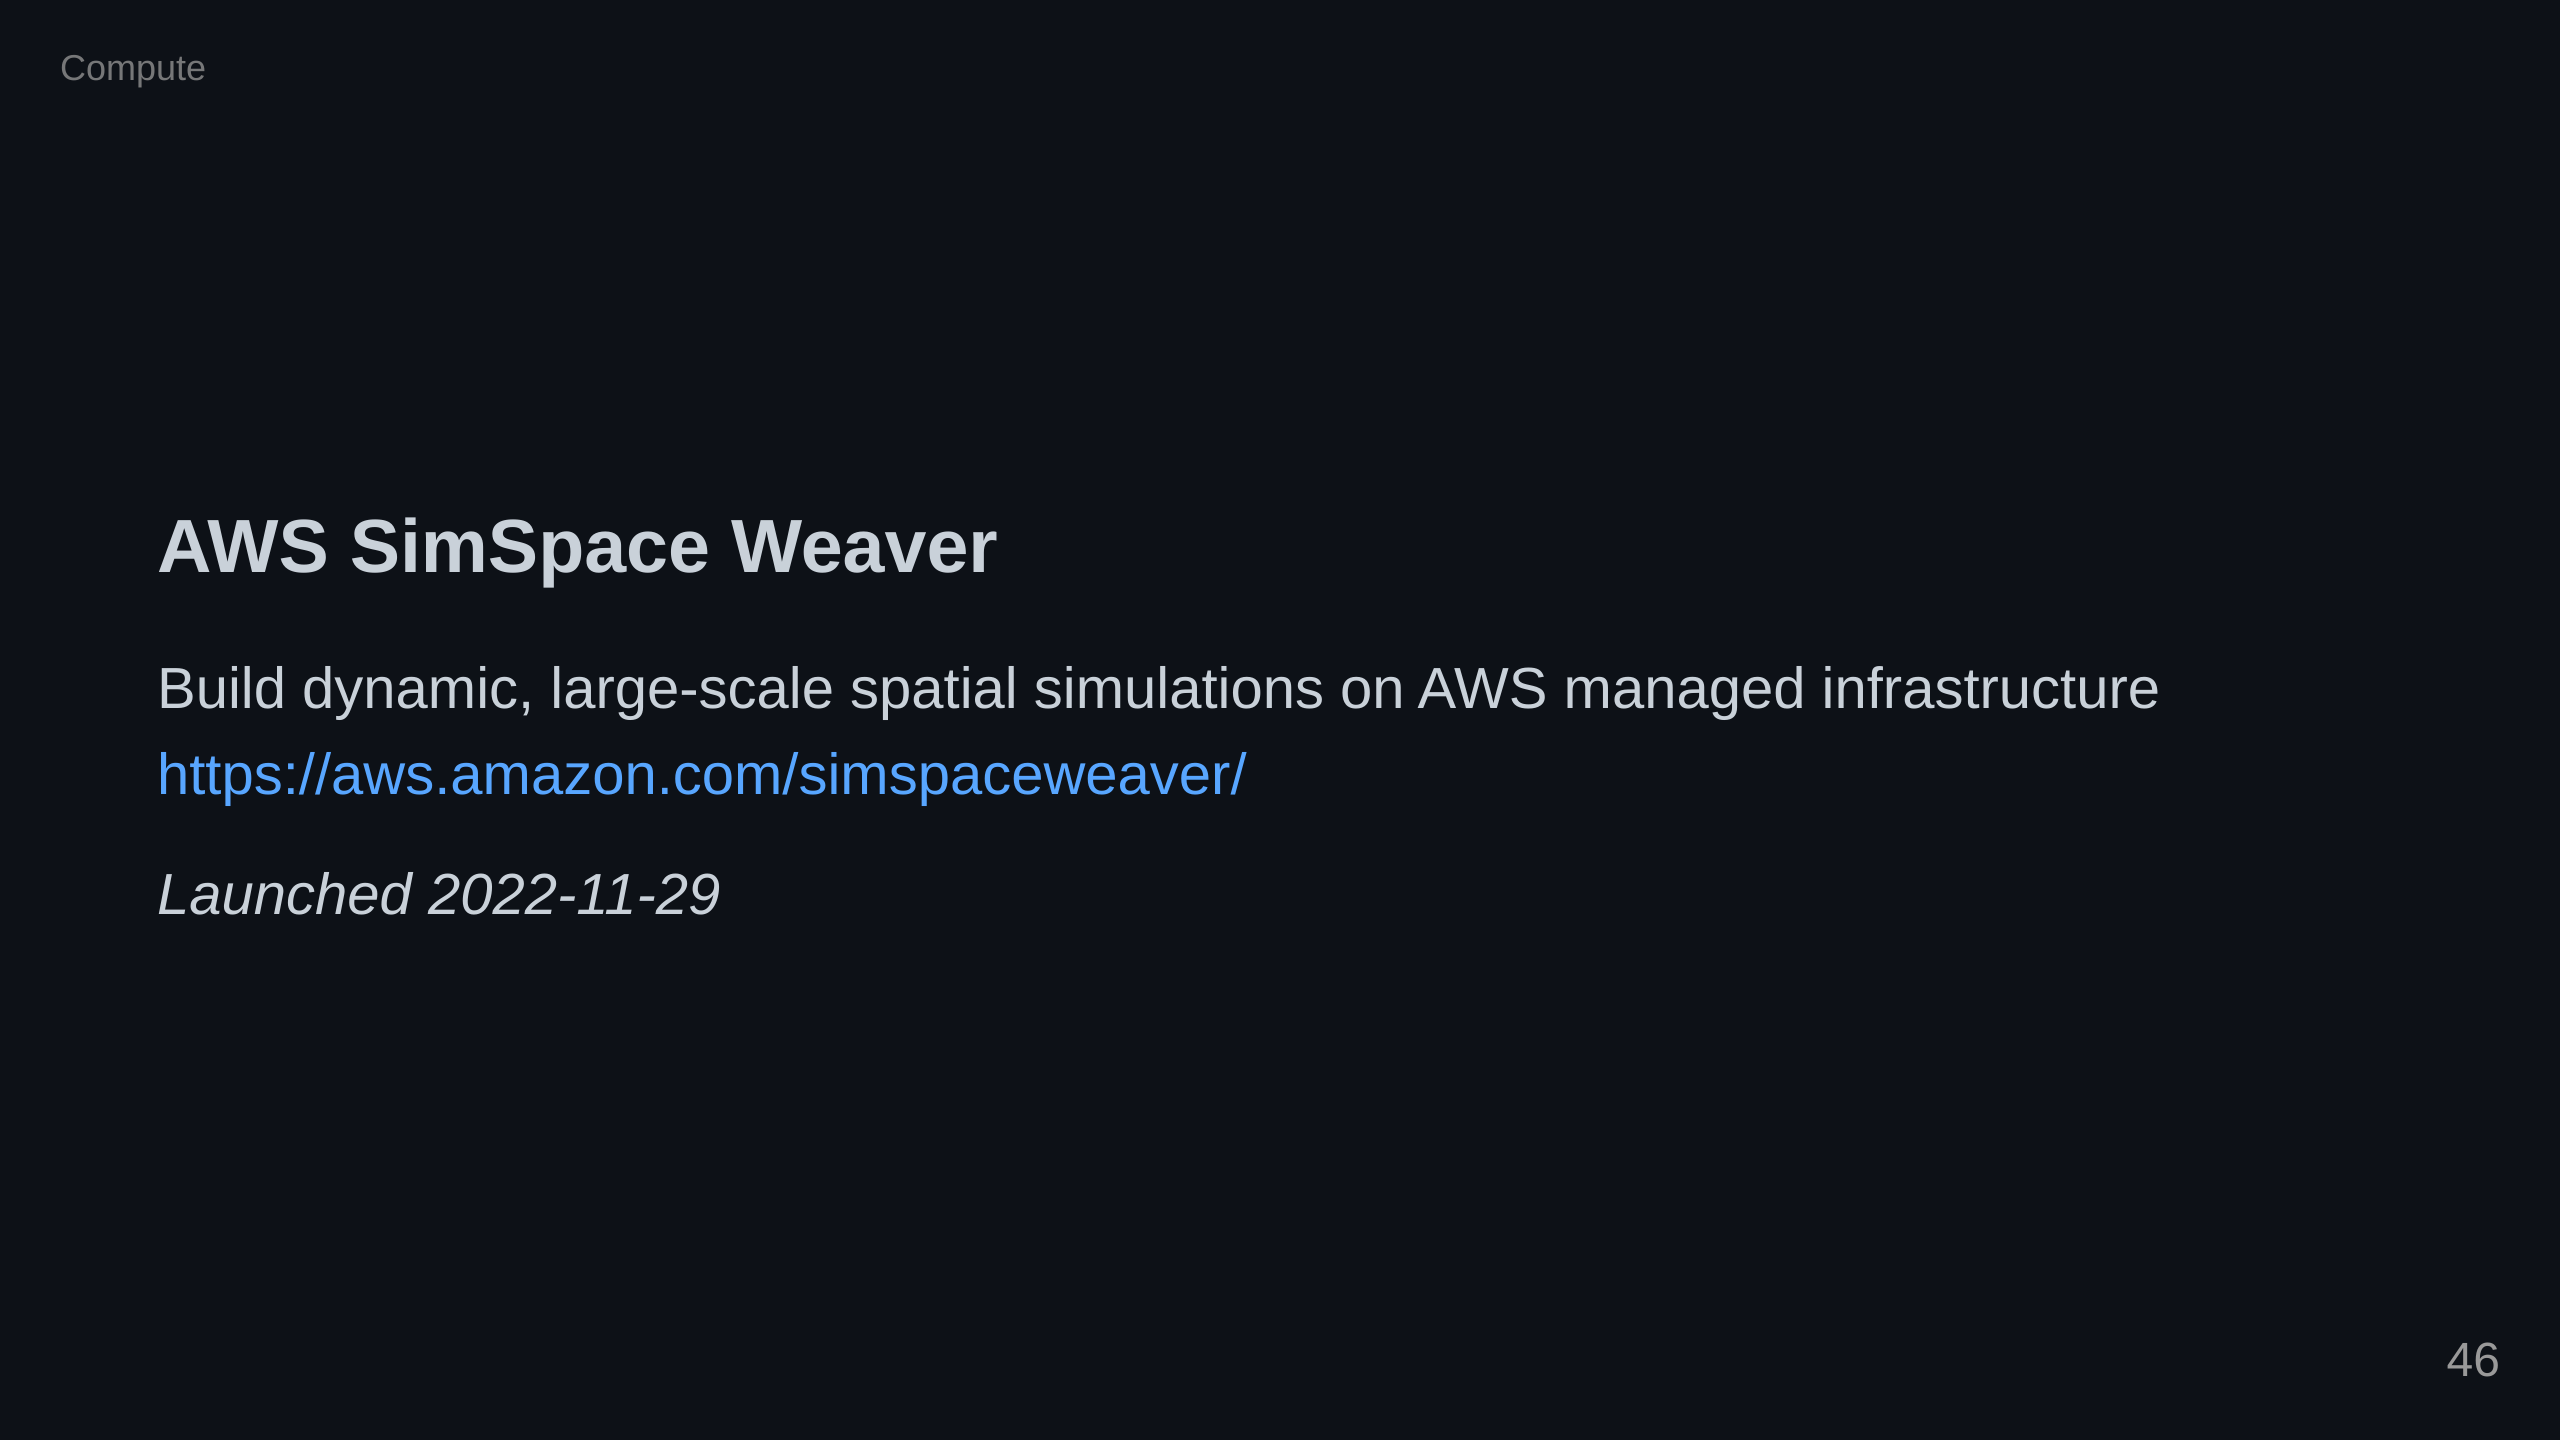 Compute
AWS SimSpace Weaver
Build dynamic, large-scale spatial simulations on AWS managed infrastructure
https://aws.amazon.com/simspaceweaver/
Launched 2022-11-29
46